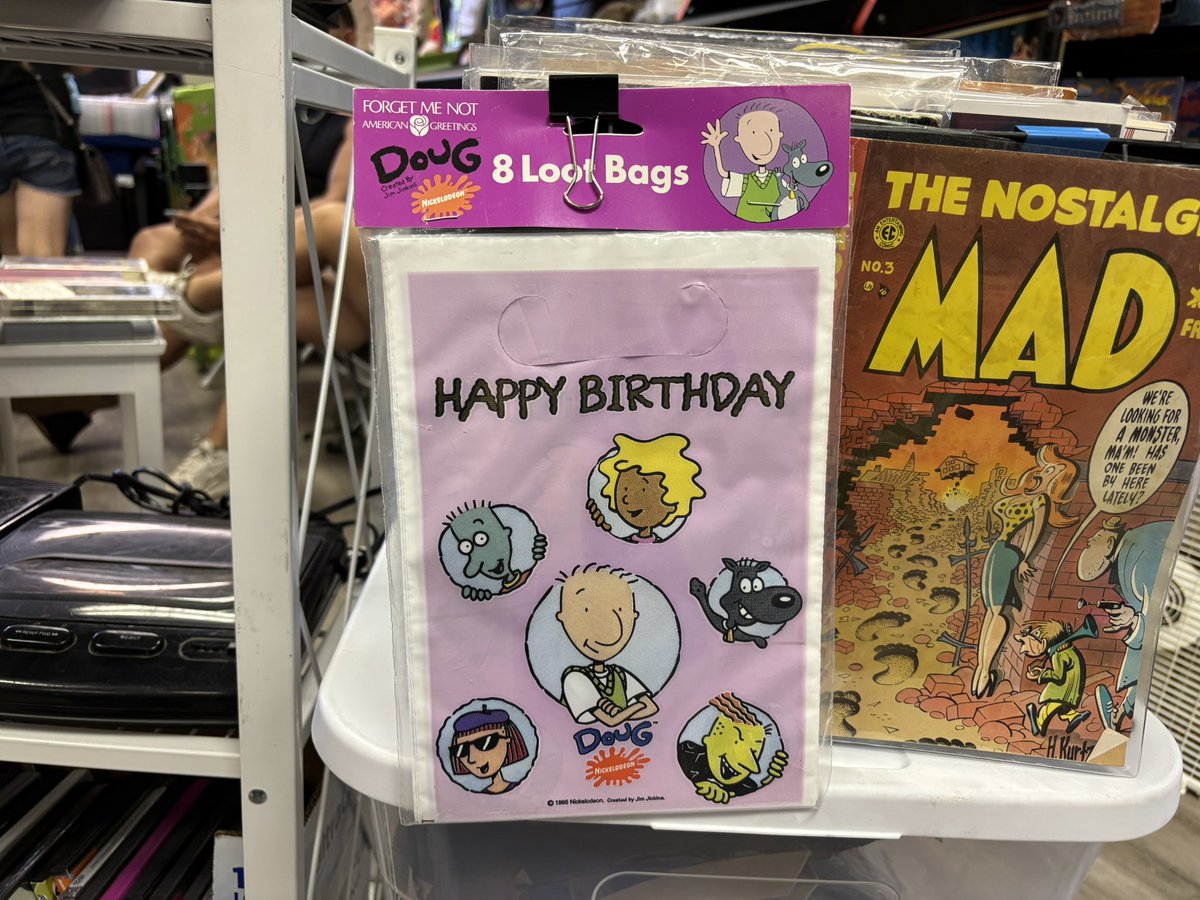 FORGET ME NOT
AMERICAN GREETINGS
DOUG
Created By
Jim Jinkins
NICKELODEON
8 Loot Bags
HAPPY BIRTHDAY
DOUG
NICKELODEON
© 1995 Nickelodeon. Created by Jim Jinkins.
THE NOSTALG
EC
NO.3
MAD
WE'RE
LOOKING FOR
A MONSTER,
MA'M! HAS
ONE BEEN
BY HERE
LATELY?
H. Kurtz